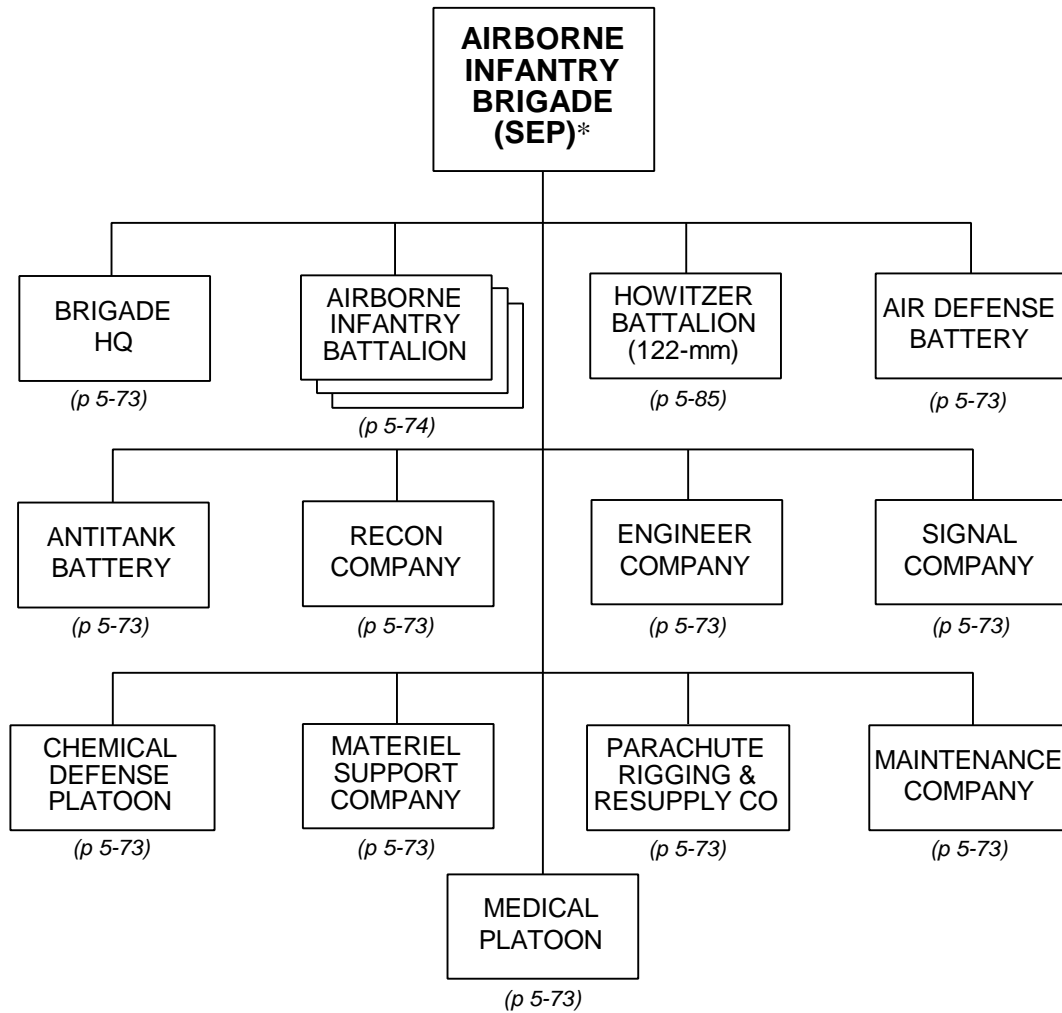 AIRBORNE
INFANTRY
BRIGADE
(SEP)*
BRIGADE
HQ
(p 5-73)
AIRBORNE
INFANTRY
BATTALION
(p 5-74)
HOWITZER
BATTALION
(122-mm)
(p 5-85)
AIR DEFENSE
BATTERY
(p 5-73)
ANTITANK
BATTERY
(p 5-73)
RECON
COMPANY
(p 5-73)
ENGINEER
COMPANY
(p 5-73)
SIGNAL
COMPANY
(p 5-73)
CHEMICAL
DEFENSE
PLATOON
(p 5-73)
MATERIEL
SUPPORT
COMPANY
(p 5-73)
PARACHUTE
RIGGING &
RESUPPLY CO
(p 5-73)
MAINTENANCE
COMPANY
(p 5-73)
MEDICAL
PLATOON
(p 5-73)